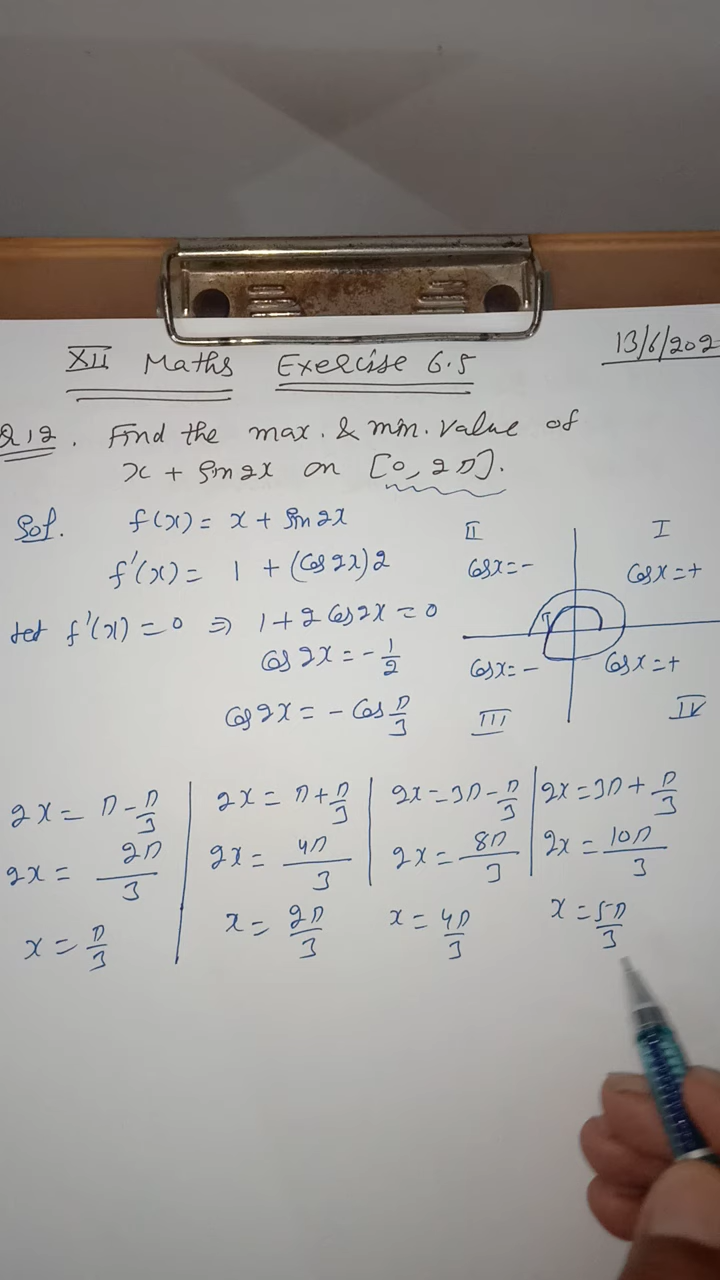 XII Maths Exercise 6.5 13/6/202
Q12. Find the max. & min. value of
x + sin2x on [0, 2π].
Sol. f(x) = x + sin2x
f'(x) = 1 + (Cos2x)2
Let f'(x) = 0 ⇒ 1 + 2Cos2x = 0
Cos2x = -1/2
Cos2x = - Cos π/3
II I
Cosx = - Cosx = +
Cosx = - Cosx = +
III IV
2x = π - π/3 | 2x = π + π/3 | 2x = 3π - π/3 | 2x = 3π + π/3
2x = 2π/3 | 2x = 4π/3 | 2x = 8π/3 | 2x = 10π/3
x = π/3 | x = 2π/3 x = 4π/3 x = 5π/3